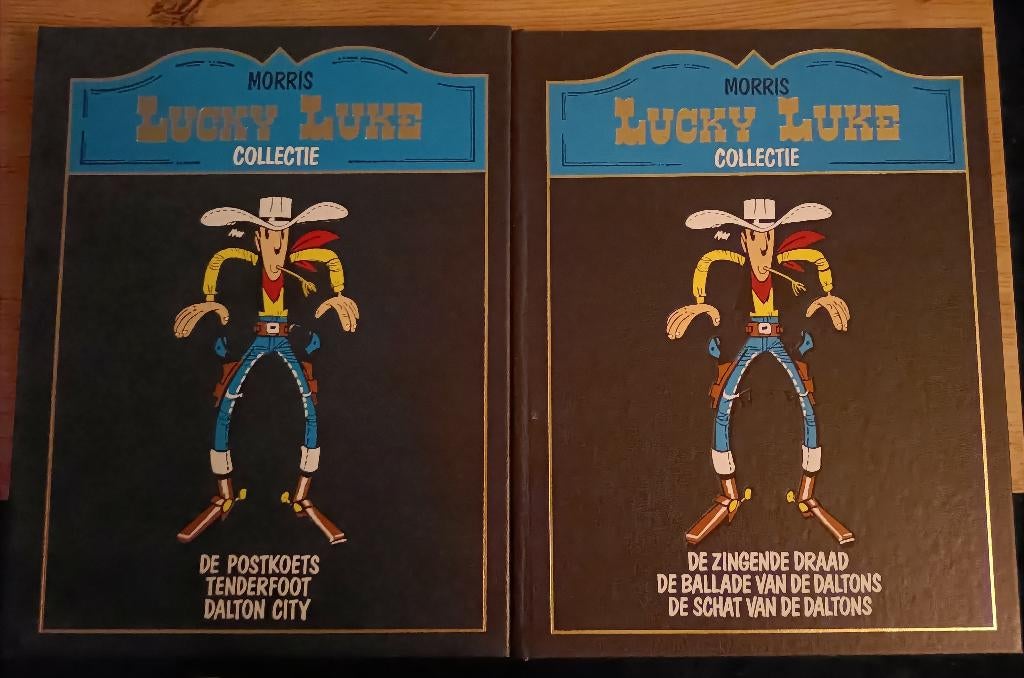 MORRIS
LUCKY LUKE
COLLECTIE
DE POSTKOETS
TENDERFOOT
DALTON CITY
MORRIS
LUCKY LUKE
COLLECTIE
DE ZINGENDE DRAAD
DE BALLADE VAN DE DALTONS
DE SCHAT VAN DE DALTONS